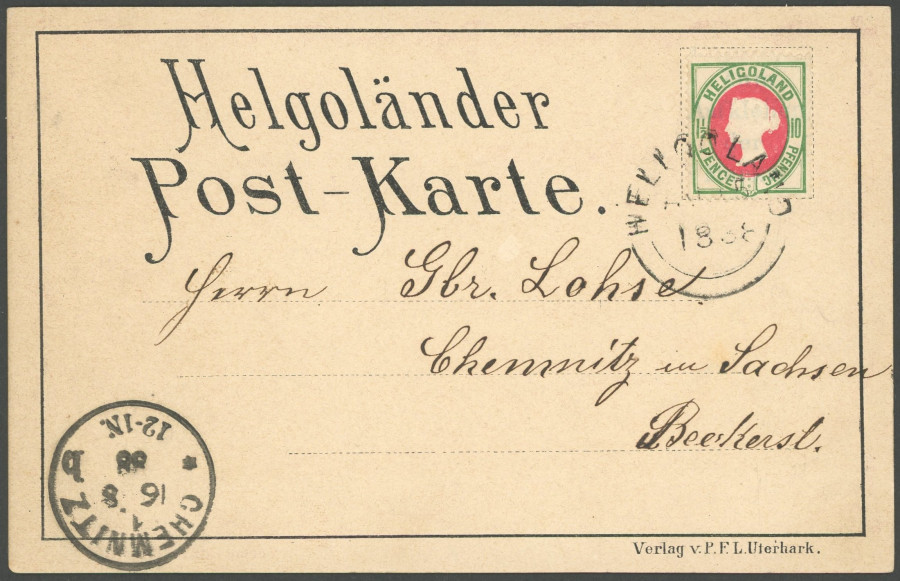 Helgoländer
Post-Karte.
HELIGOLAND
1½ PENCE
10 PFENNIG
HELIGOLAND
1888
Herrn Gbr. Lohse
Chemnitz in Sachsen
Beckerst.
CHEMNITZ
b
16 8
88
12-1N.
Verlag v. P. F. L. Uterhark.